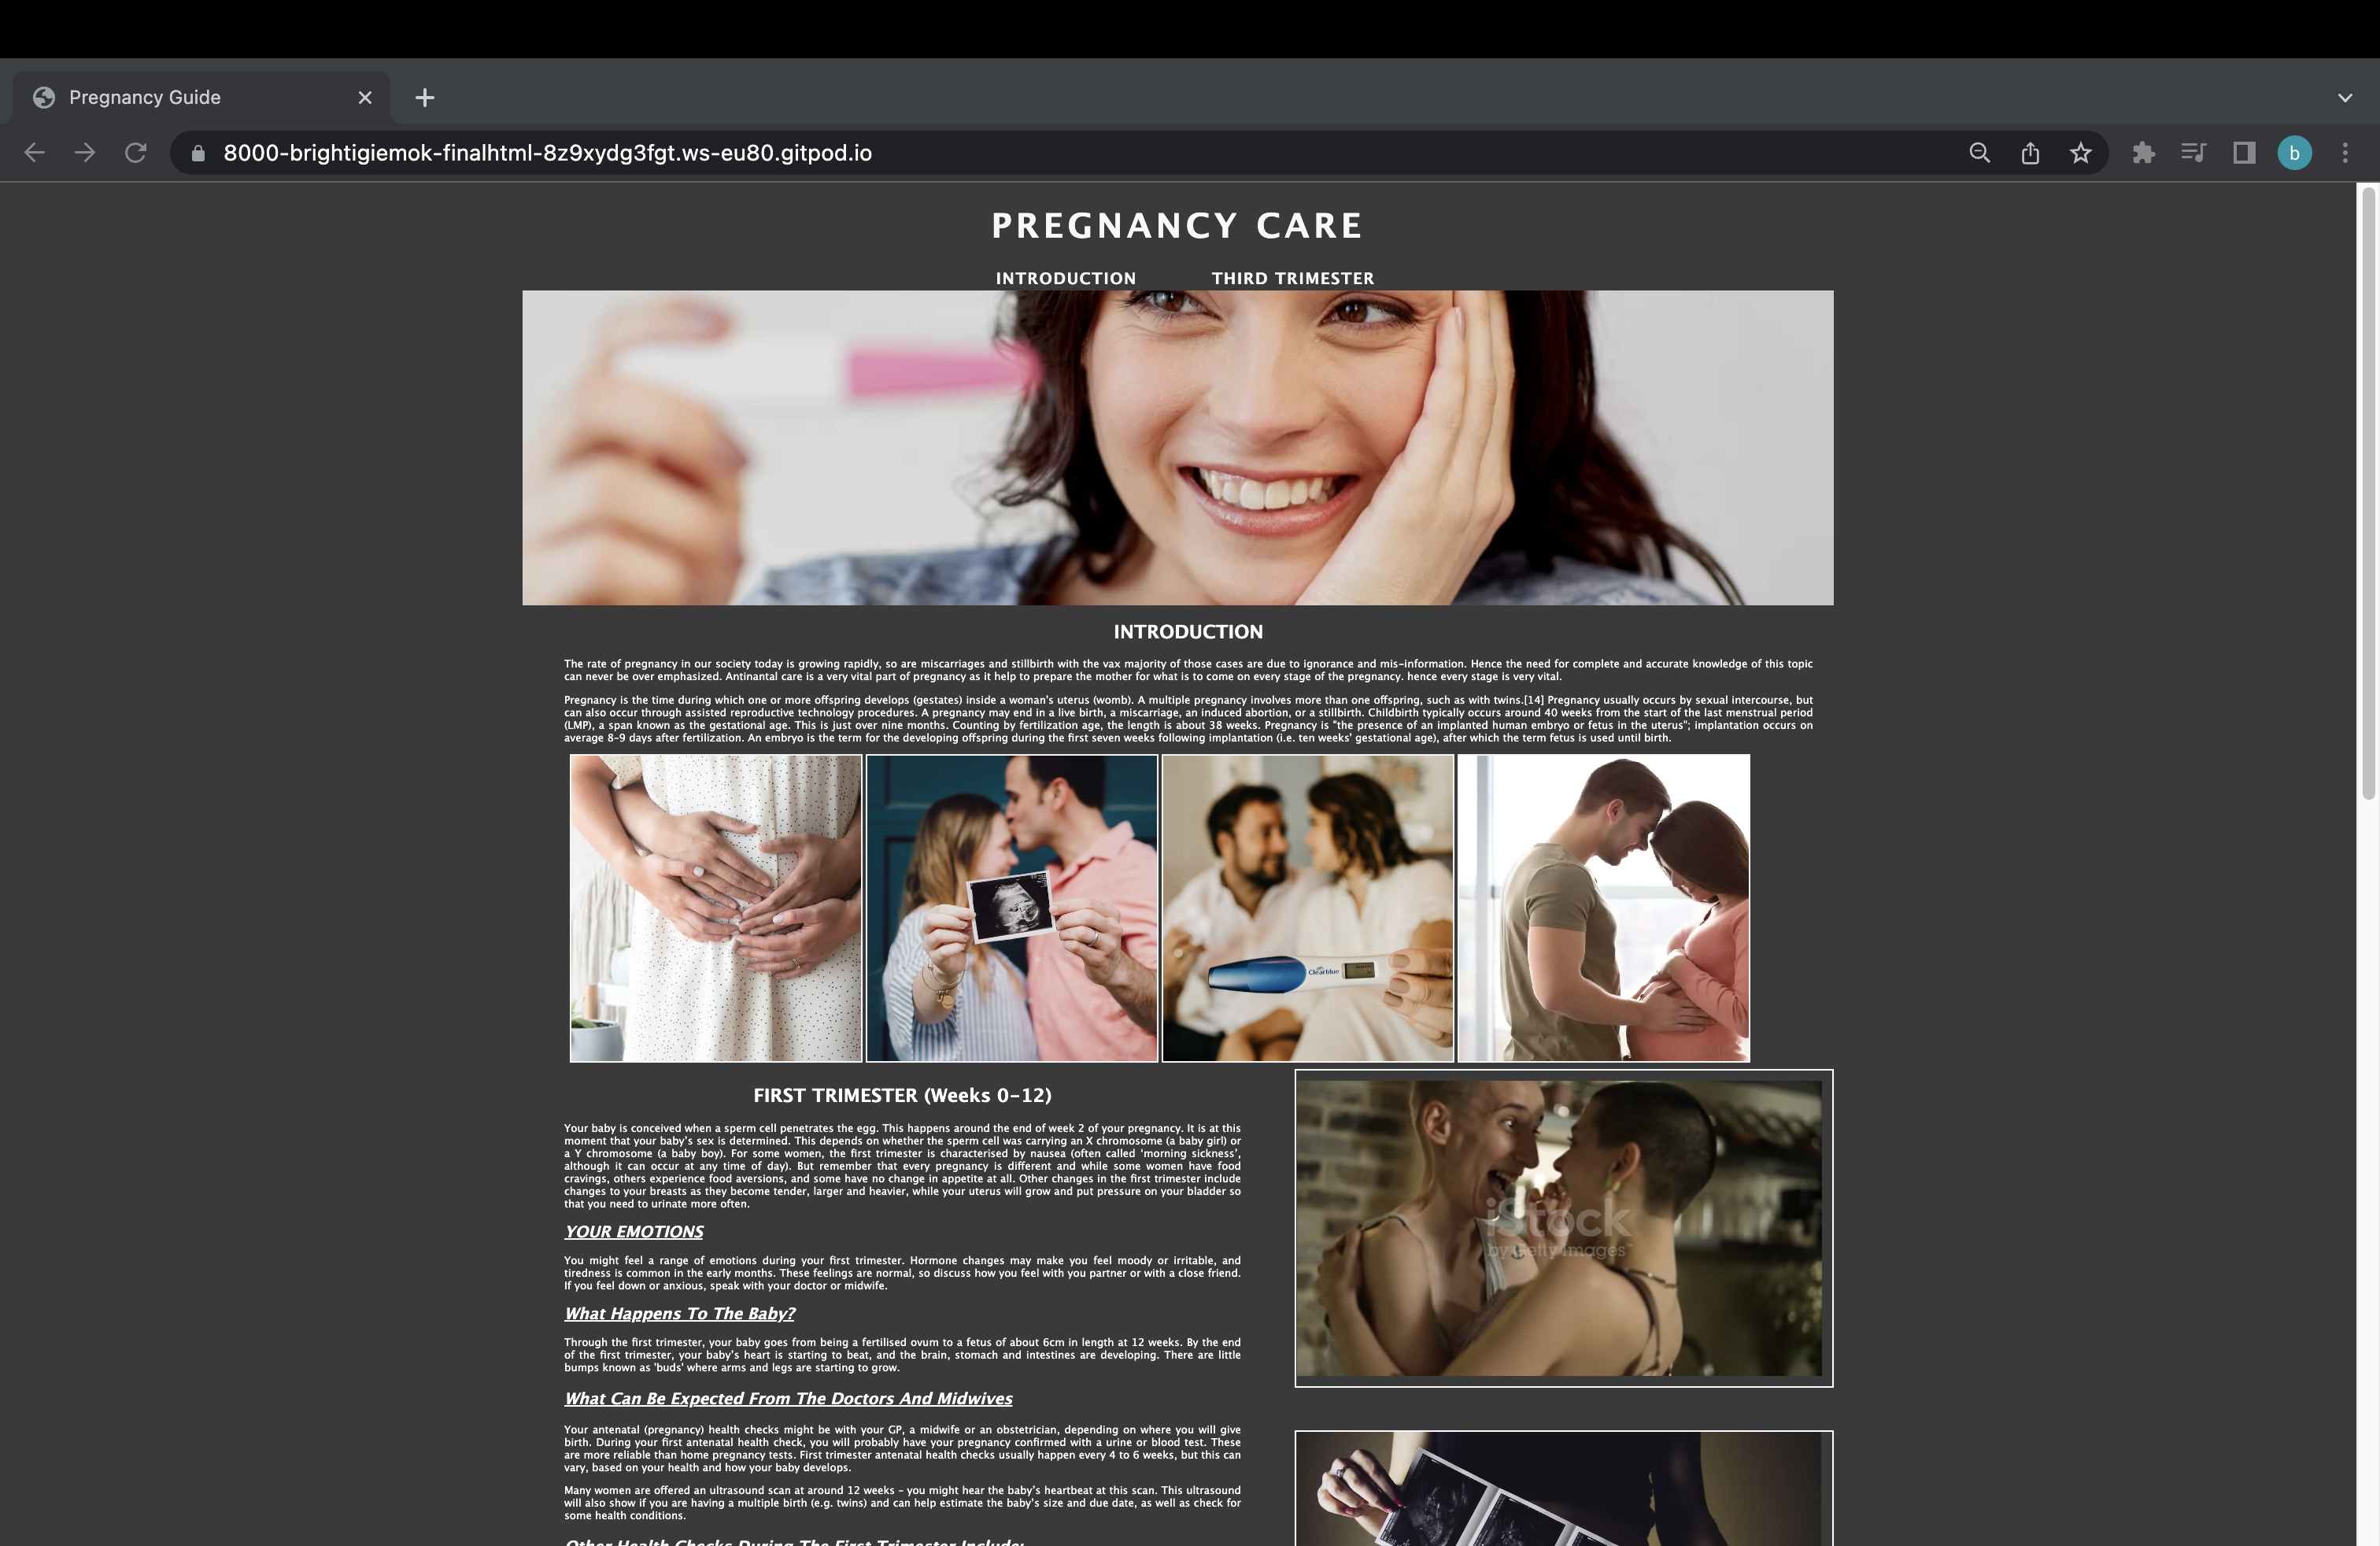 Pregnancy Guide
8000-brightigiemok-finalhtml-8z9xydg3fgt.ws-eu80.gitpod.io
b
PREGNANCY CARE
INTRODUCTION THIRD TRIMESTER
INTRODUCTION
The rate of pregnancy in our society today is growing rapidly, so are miscarriages and stillbirth with the vax majority of those cases are due to ignorance and mis-information. Hence the need for complete and accurate knowledge of this topic
can never be over emphasized. Antinantal care is a very vital part of pregnancy as it help to prepare the mother for what is to come on every stage of the pregnancy. hence every stage is very vital.
Pregnancy is the time during which one or more offspring develops (gestates) inside a woman's uterus (womb). A multiple pregnancy involves more than one offspring, such as with twins.[14] Pregnancy usually occurs by sexual intercourse, but
can also occur through assisted reproductive technology procedures. A pregnancy may end in a live birth, a miscarriage, an induced abortion, or a stillbirth. Childbirth typically occurs around 40 weeks from the start of the last menstrual period
(LMP), a span known as the gestational age. This is just over nine months. Counting by fertilization age, the length is about 38 weeks. Pregnancy is "the presence of an implanted human embryo or fetus in the uterus"; implantation occurs on
average 8-9 days after fertilization. An embryo is the term for the developing offspring during the first seven weeks following implantation (i.e. ten weeks' gestational age), after which the term fetus is used until birth.
Clearblue
FIRST TRIMESTER (Weeks 0-12)
Your baby is conceived when a sperm cell penetrates the egg. This happens around the end of week 2 of your pregnancy. It is at this
moment that your baby's sex is determined. This depends on whether the sperm cell was carrying an X chromosome (a baby girl) or
a Y chromosome (a baby boy). For some women, the first trimester is characterised by nausea (often called 'morning sickness',
although it can occur at any time of day). But remember that every pregnancy is different and while some women have food
cravings, others experience food aversions, and some have no change in appetite at all. Other changes in the first trimester include
changes to your breasts as they become tender, larger and heavier, while your uterus will grow and put pressure on your bladder so
that you need to urinate more often.
YOUR EMOTIONS
You might feel a range of emotions during your first trimester. Hormone changes may make you feel moody or irritable, and
tiredness is common in the early months. These feelings are normal, so discuss how you feel with you partner or with a close friend.
If you feel down or anxious, speak with your doctor or midwife.
What Happens To The Baby?
Through the first trimester, your baby goes from being a fertilised ovum to a fetus of about 6cm in length at 12 weeks. By the end
of the first trimester, your baby's heart is starting to beat, and the brain, stomach and intestines are developing. There are little
bumps known as 'buds' where arms and legs are starting to grow.
What Can Be Expected From The Doctors And Midwives
Your antenatal (pregnancy) health checks might be with your GP, a midwife or an obstetrician, depending on where you will give
birth. During your first antenatal health check, you will probably have your pregnancy confirmed with a urine or blood test. These
are more reliable than home pregnancy tests. First trimester antenatal health checks usually happen every 4 to 6 weeks, but this can
vary, based on your health and how your baby develops.
Many women are offered an ultrasound scan at around 12 weeks - you might hear the baby's heartbeat at this scan. This ultrasound
will also show if you are having a multiple birth (e.g. twins) and can help estimate the baby's size and due date, as well as check for
some health conditions.
Other Health Checks During The First Trimester Include:
iStock
by Getty Images™